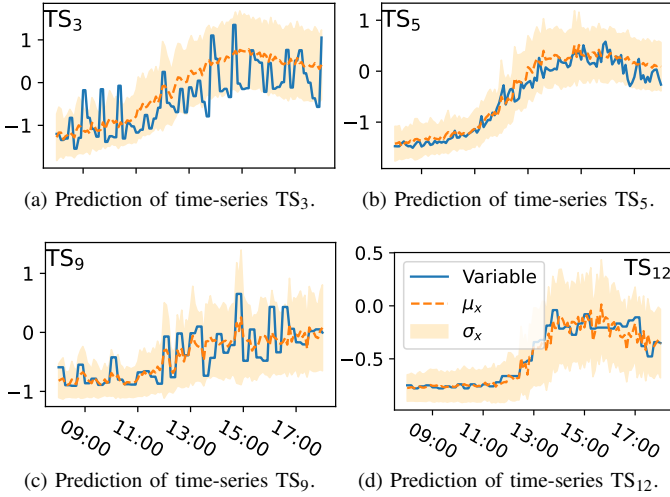 TS₃
1
0
−1
(a) Prediction of time-series TS₃.
TS₅
1
0
−1
(b) Prediction of time-series TS₅.
TS₉
1
0
−1
09:00 11:00 13:00 15:00 17:00
(c) Prediction of time-series TS₉.
0.5
0.0
−0.5
Variable
μₓ
σₓ
TS₁₂
09:00 11:00 13:00 15:00 17:00
(d) Prediction of time-series TS₁₂.